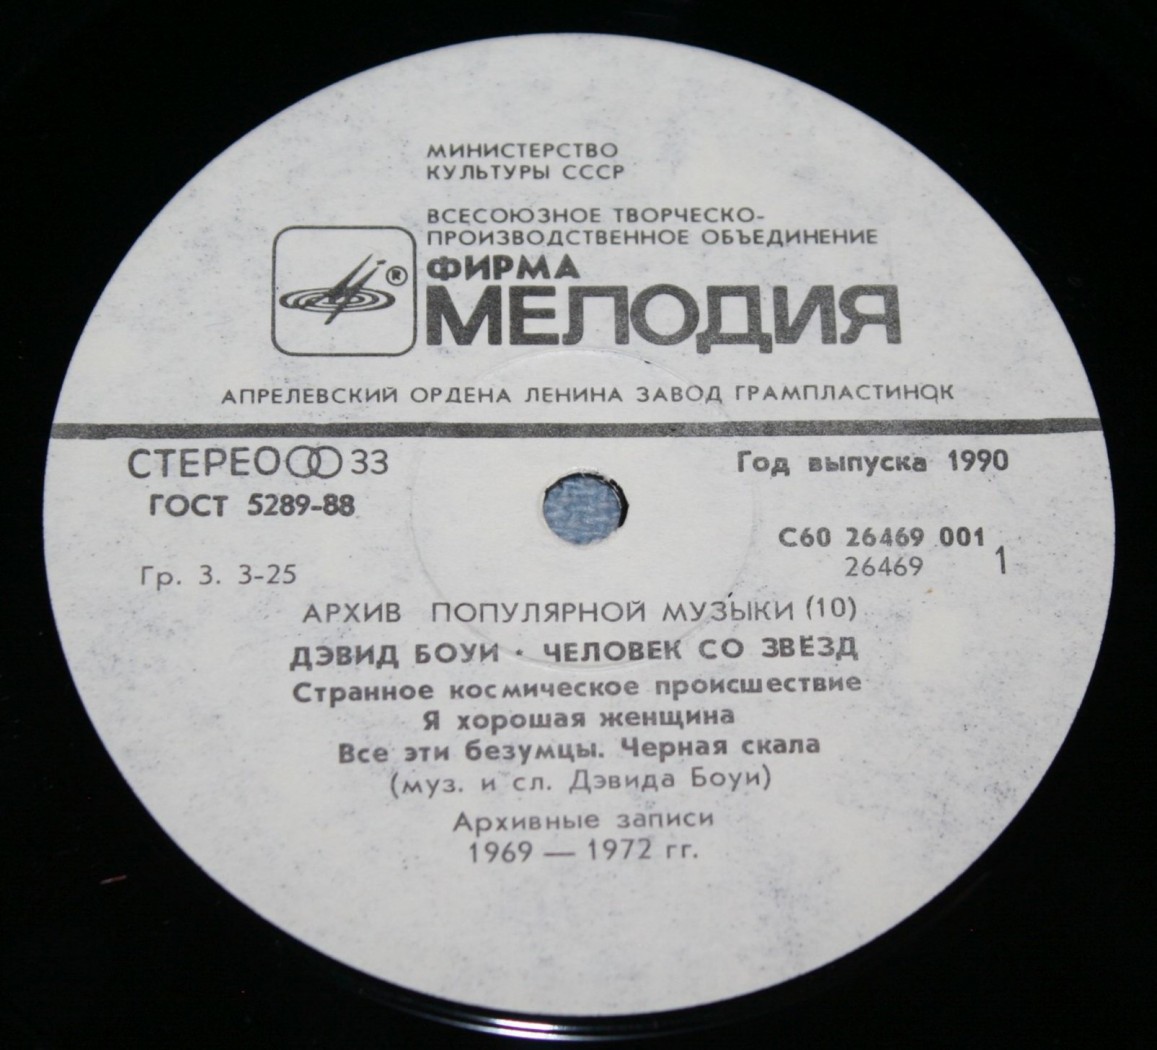 МИНИСТЕРСТВО
КУЛЬТУРЫ СССР
ВСЕСОЮЗНОЕ ТВОРЧЕСКО-
ПРОИЗВОДСТВЕННОЕ ОБЪЕДИНЕНИЕ
ФИРМА
®
МЕЛОДИЯ
АПРЕЛЕВСКИЙ ОРДЕНА ЛЕНИНА ЗАВОД ГРАМПЛАСТИНОК
СТЕРЕО 33
Год выпуска 1990
ГОСТ 5289-88
С60 26469 001
26469 1
Гр. 3. 3-25
АРХИВ ПОПУЛЯРНОЙ МУЗЫКИ (10)
ДЭВИД БОУИ · ЧЕЛОВЕК СО ЗВЁЗД
Странное космическое происшествие
Я хорошая женщина
Все эти безумцы. Черная скала
(муз. и сл. Дэвида Боуи)
Архивные записи
1969 — 1972 гг.